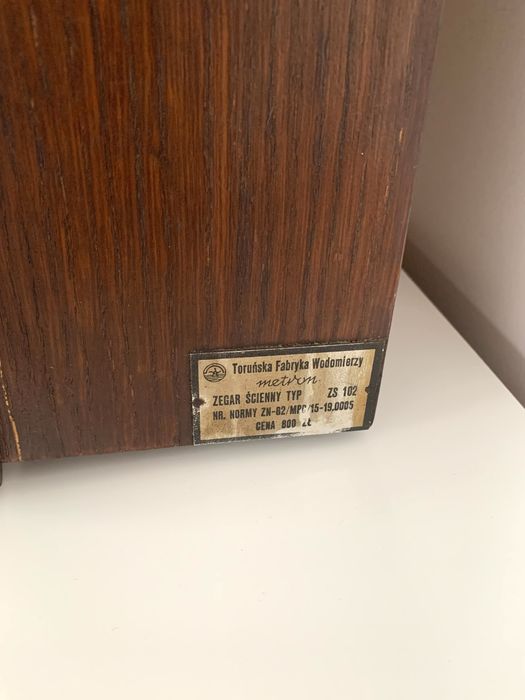 Toruńska Fabryka Wodomierzy
metron
ZEGAR ŚCIENNY TYP ZS 102
NR. NORMY ZN-62/MPC/15-19.0005
CENA 800 ZŁ